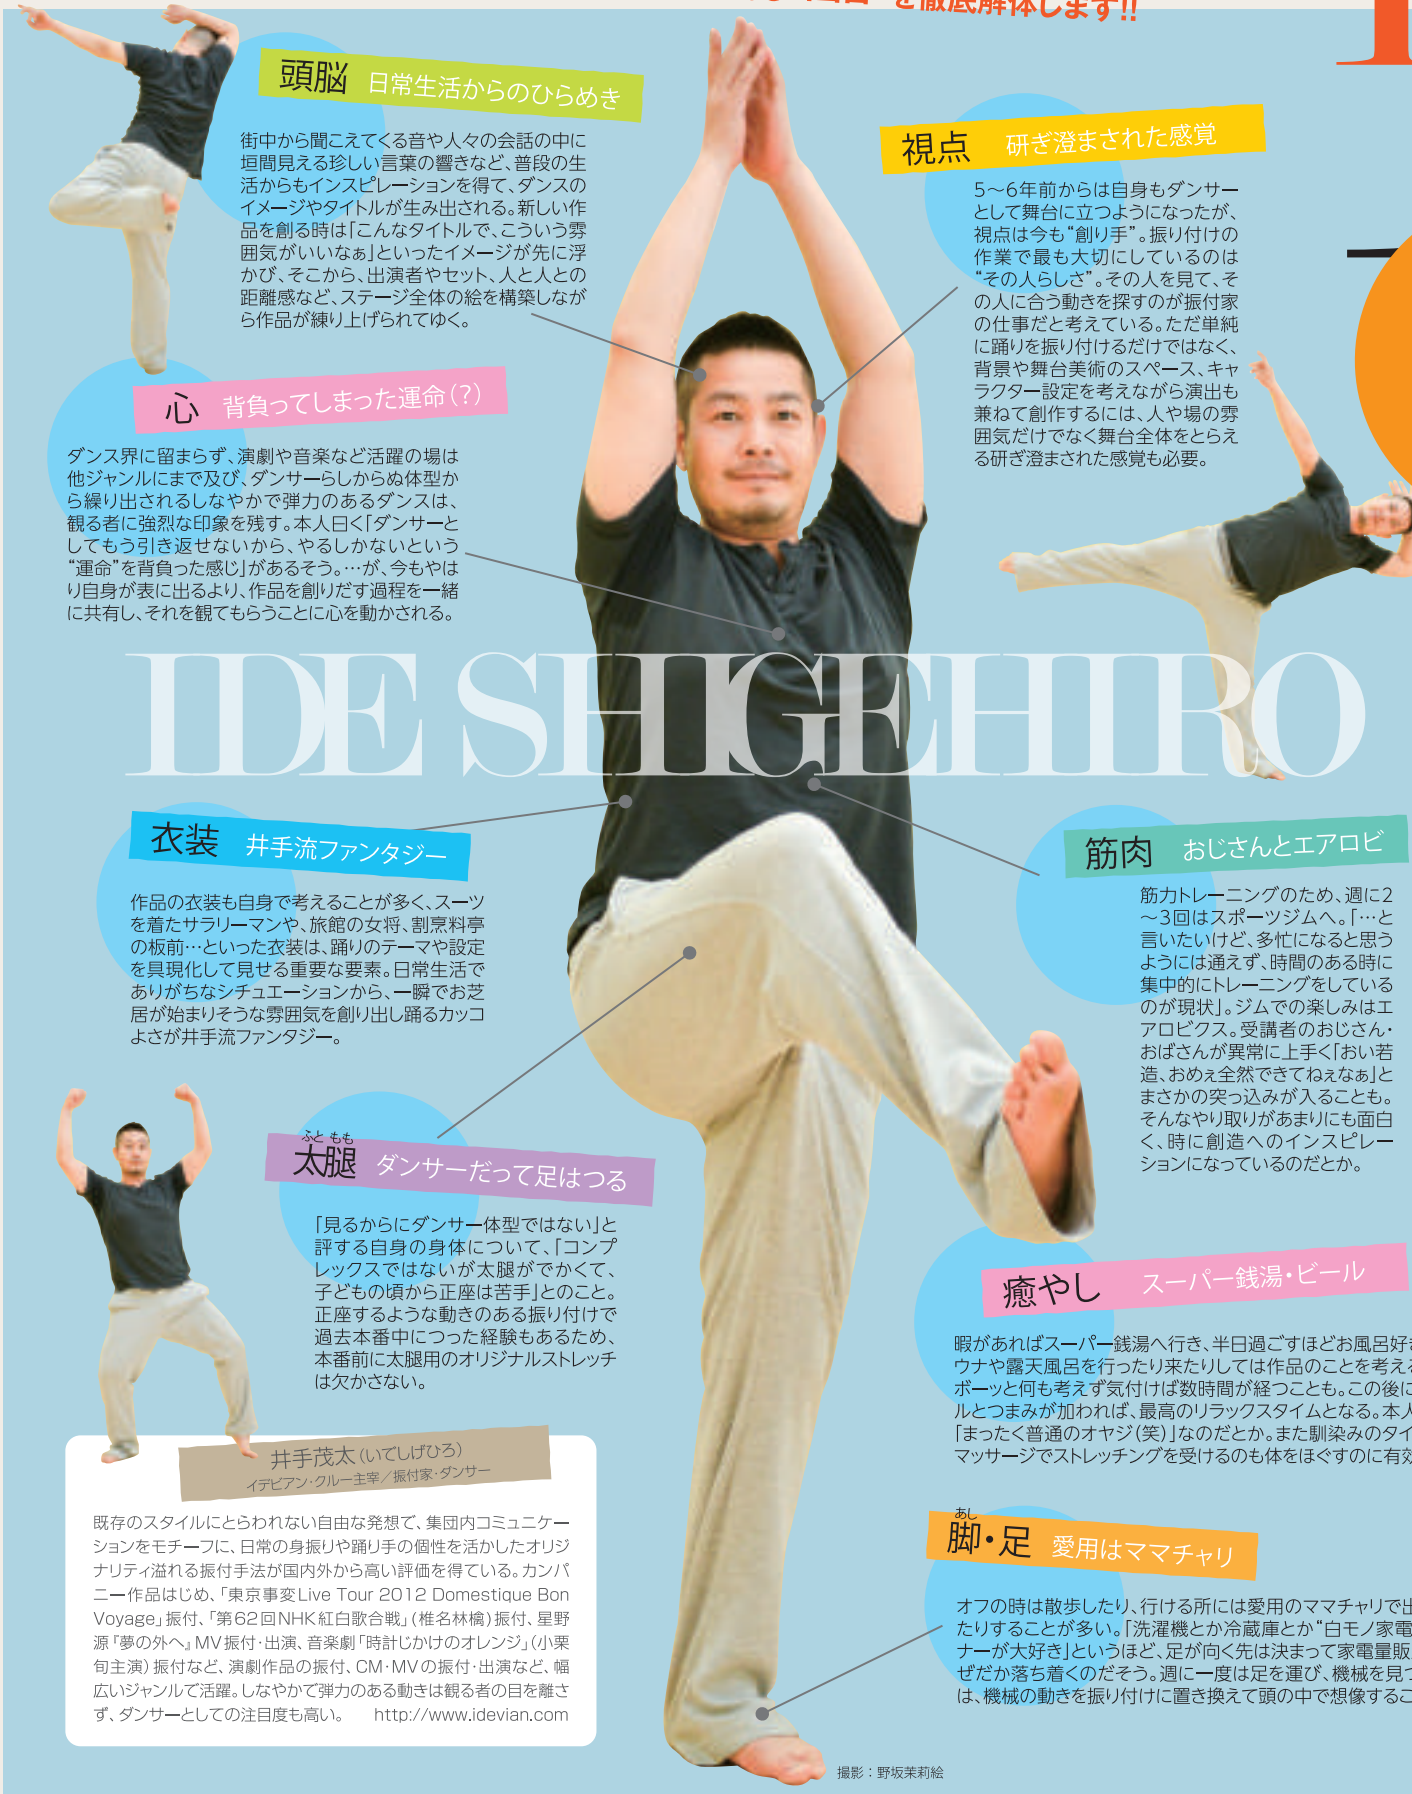 を徹底解体します!!
頭脳 日常生活からのひらめき
街中から聞こえてくる音や人々の会話の中に
垣間見える珍しい言葉の響きなど、普段の生
活からもインスピレーションを得て、ダンスの
イメージやタイトルが生み出される。新しい作
品を創る時は「こんなタイトルで、こういう雰
囲気がいいなぁ」といったイメージが先に浮
かび、そこから、出演者やセット、人と人との
距離感など、ステージ全体の絵を構築しなが
ら作品が練り上げられてゆく。
視点 研ぎ澄まされた感覚
5〜6年前からは自身もダンサー
として舞台に立つようになったが、
視点は今も“創り手”。振り付けの
作業で最も大切にしているのは
“その人らしさ”。その人を見て、そ
の人に合う動きを探すのが振付家
の仕事だと考えている。ただ単純
に踊りを振り付けるだけではなく、
背景や舞台美術のスペース、キャ
ラクター設定を考えながら演出も
兼ねて創作するには、人や場の雰
囲気だけでなく舞台全体をとらえ
る研ぎ澄まされた感覚も必要。
心 背負ってしまった運命(?)
ダンス界に留まらず、演劇や音楽など活躍の場は
他ジャンルにまで及び、ダンサーらしからぬ体型か
ら繰り出されるしなやかで弾力のあるダンスは、
観る者に強烈な印象を残す。本人曰く「ダンサーと
してもう引き返せないから、やるしかないという
“運命”を背負った感じ」があるそう。…が、今もやは
り自身が表に出るより、作品を創りだす過程を一緒
に共有し、それを観てもらうことに心を動かされる。
IDE SHIGEHIRO
衣装 井手流ファンタジー
作品の衣装も自身で考えることが多く、スーツ
を着たサラリーマンや、旅館の女将、割烹料亭
の板前…といった衣装は、踊りのテーマや設定
を具現化して見せる重要な要素。日常生活で
ありがちなシチュエーションから、一瞬でお芝
居が始まりそうな雰囲気を創り出し踊るカッコ
よさが井手流ファンタジー。
筋肉 おじさんとエアロビ
筋力トレーニングのため、週に2
〜3回はスポーツジムへ。「…と
言いたいけど、多忙になると思う
ようには通えず、時間のある時に
集中的にトレーニングをしている
のが現状」。ジムでの楽しみはエ
アロビクス。受講者のおじさん・
おばさんが異常に上手く「おい若
造、おめぇ全然できてねぇなぁ」と
まさかの突っ込みが入ることも。
そんなやり取りがあまりにも面白
く、時に創造へのインスピレー
ションになっているのだとか。
ふと もも
太腿 ダンサーだって足はつる
「見るからにダンサー体型ではない」と
評する自身の身体について、「コンプ
レックスではないが太腿がでかくて、
子どもの頃から正座は苦手」とのこと。
正座するような動きのある振り付けで
過去本番中につった経験もあるため、
本番前に太腿用のオリジナルストレッチ
は欠かさない。
癒やし スーパー銭湯・ビール
暇があればスーパー銭湯へ行き、半日過ごすほどお風呂好き
ウナや露天風呂を行ったり来たりしては作品のことを考える
ボーッと何も考えず気付けば数時間が経つことも。この後に
ルとつまみが加われば、最高のリラックスタイムとなる。本人
「まったく普通のオヤジ(笑)」なのだとか。また馴染みのタイ
マッサージでストレッチングを受けるのも体をほぐすのに有効
井手茂太(いでしげひろ)
イデビアン・クルー主宰/振付家・ダンサー
既存のスタイルにとらわれない自由な発想で、集団内コミュニケー
ションをモチーフに、日常の身振りや踊り手の個性を活かしたオリジ
ナリティ溢れる振付手法が国内外から高い評価を得ている。カンパ
ニー作品はじめ、「東京事変Live Tour 2012 Domestique Bon
Voyage」振付、「第62回NHK紅白歌合戦」(椎名林檎)振付、星野
源『夢の外へ』MV振付・出演、音楽劇「時計じかけのオレンジ」(小栗
旬主演)振付など、演劇作品の振付、CM・MVの振付・出演など、幅
広いジャンルで活躍。しなやかで弾力のある動きは観る者の目を離さ
ず、ダンサーとしての注目度も高い。 http://www.idevian.com
あし
脚・足 愛用はママチャリ
オフの時は散歩したり、行ける所には愛用のママチャリで出
たりすることが多い。「洗濯機とか冷蔵庫とか“白モノ家電
ナーが大好き」というほど、足が向く先は決まって家電量販
ぜだか落ち着くのだそう。週に一度は足を運び、機械を見つ
は、機械の動きを振り付けに置き換えて頭の中で想像するこ
撮影:野坂茉莉絵